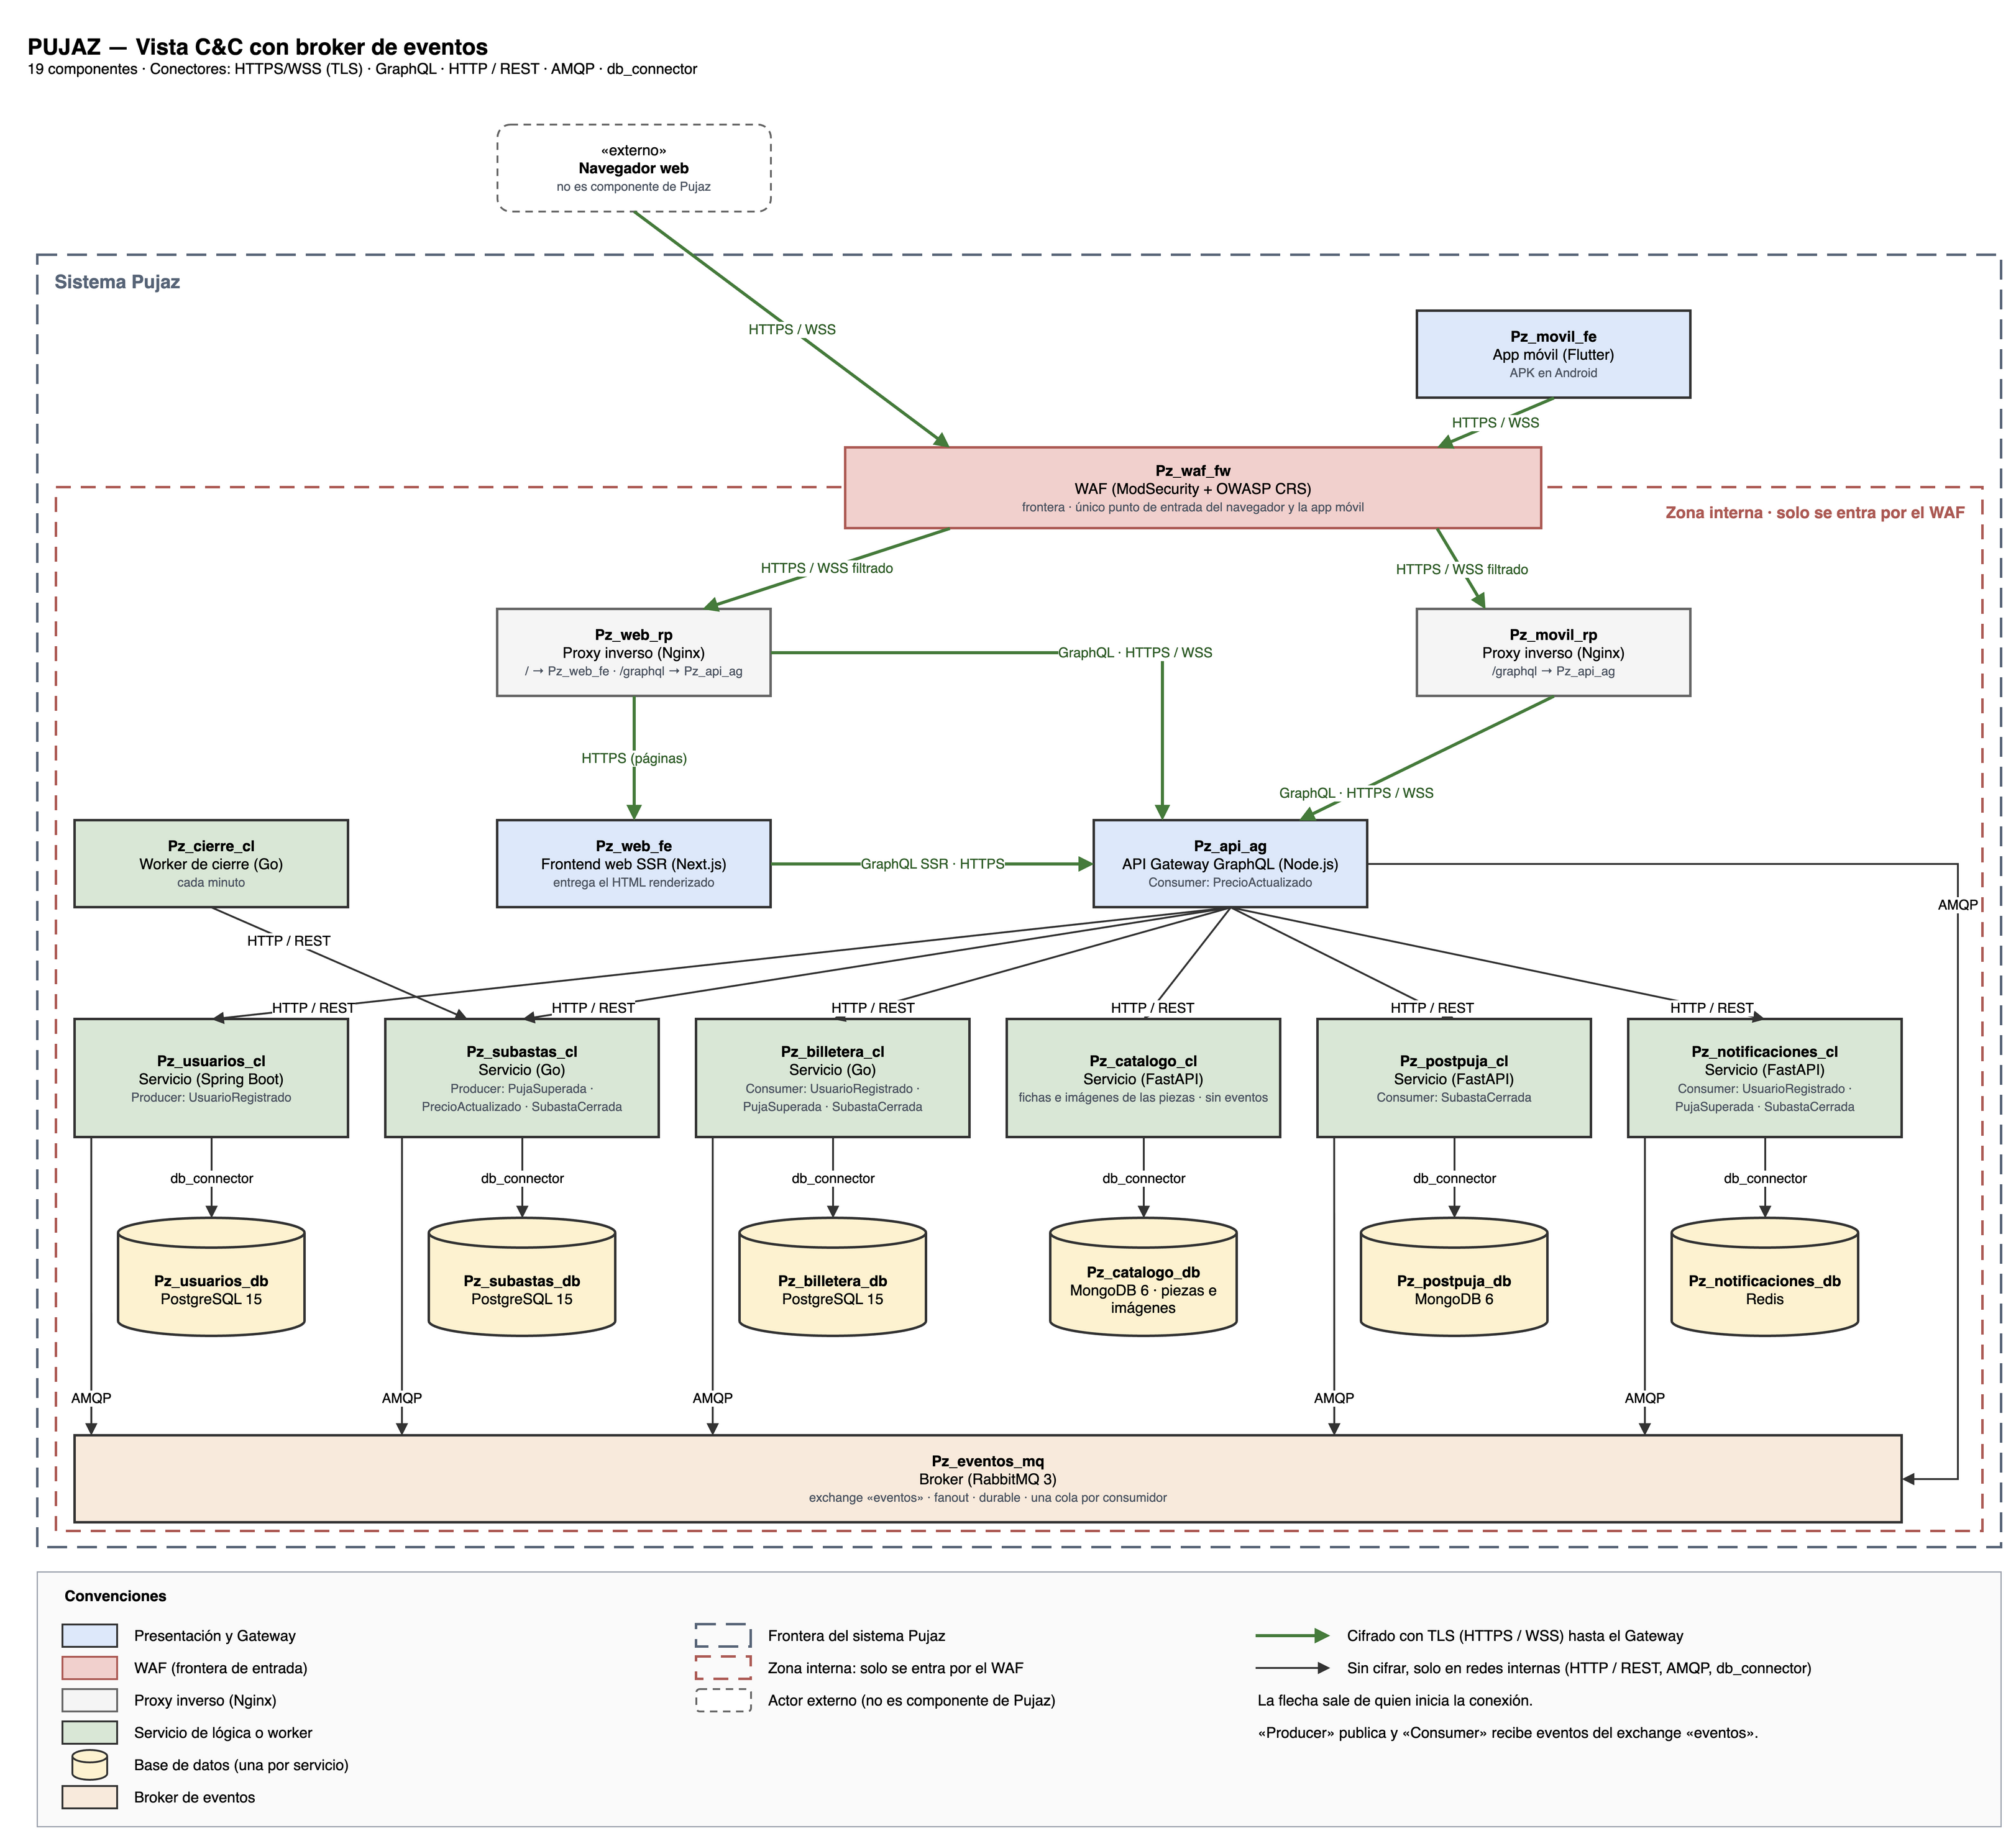 PUJAZ — Vista C&C con broker de eventos
19 componentes · Conectores: HTTPS/WSS (TLS) · GraphQL · HTTP / REST · AMQP · db_connector
«externo»
Navegador web
no es componente de Pujaz
Sistema Pujaz
HTTPS / WSS
Pz_movil_fe
App móvil (Flutter)
APK en Android
HTTPS / WSS
Pz_waf_fw
WAF (ModSecurity + OWASP CRS)
frontera · único punto de entrada del navegador y la app móvil
Zona interna · solo se entra por el WAF
HTTPS / WSS filtrado
HTTPS / WSS filtrado
Pz_web_rp
Proxy inverso (Nginx)
/ → Pz_web_fe · /graphql → Pz_api_ag
GraphQL · HTTPS / WSS
Pz_movil_rp
Proxy inverso (Nginx)
/graphql → Pz_api_ag
HTTPS (páginas)
GraphQL · HTTPS / WSS
Pz_cierre_cl
Worker de cierre (Go)
cada minuto
Pz_web_fe
Frontend web SSR (Next.js)
entrega el HTML renderizado
GraphQL SSR · HTTPS
Pz_api_ag
API Gateway GraphQL (Node.js)
Consumer: PrecioActualizado
AMQP
HTTP / REST
HTTP / REST
HTTP / REST
HTTP / REST
HTTP / REST
HTTP / REST
HTTP / REST
Pz_usuarios_cl
Servicio (Spring Boot)
Producer: UsuarioRegistrado
Pz_subastas_cl
Servicio (Go)
Producer: PujaSuperada ·
PrecioActualizado · SubastaCerrada
Pz_billetera_cl
Servicio (Go)
Consumer: UsuarioRegistrado ·
PujaSuperada · SubastaCerrada
Pz_catalogo_cl
Servicio (FastAPI)
fichas e imágenes de las piezas · sin eventos
Pz_postpuja_cl
Servicio (FastAPI)
Consumer: SubastaCerrada
Pz_notificaciones_cl
Servicio (FastAPI)
Consumer: UsuarioRegistrado ·
PujaSuperada · SubastaCerrada
db_connector
db_connector
db_connector
db_connector
db_connector
db_connector
Pz_usuarios_db
PostgreSQL 15
Pz_subastas_db
PostgreSQL 15
Pz_billetera_db
PostgreSQL 15
Pz_catalogo_db
MongoDB 6 · piezas e
imágenes
Pz_postpuja_db
MongoDB 6
Pz_notificaciones_db
Redis
AMQP
AMQP
AMQP
AMQP
AMQP
Pz_eventos_mq
Broker (RabbitMQ 3)
exchange «eventos» · fanout · durable · una cola por consumidor
Convenciones
Presentación y Gateway
WAF (frontera de entrada)
Proxy inverso (Nginx)
Servicio de lógica o worker
Base de datos (una por servicio)
Broker de eventos
Frontera del sistema Pujaz
Zona interna: solo se entra por el WAF
Actor externo (no es componente de Pujaz)
Cifrado con TLS (HTTPS / WSS) hasta el Gateway
Sin cifrar, solo en redes internas (HTTP / REST, AMQP, db_connector)
La flecha sale de quien inicia la conexión.
«Producer» publica y «Consumer» recibe eventos del exchange «eventos».